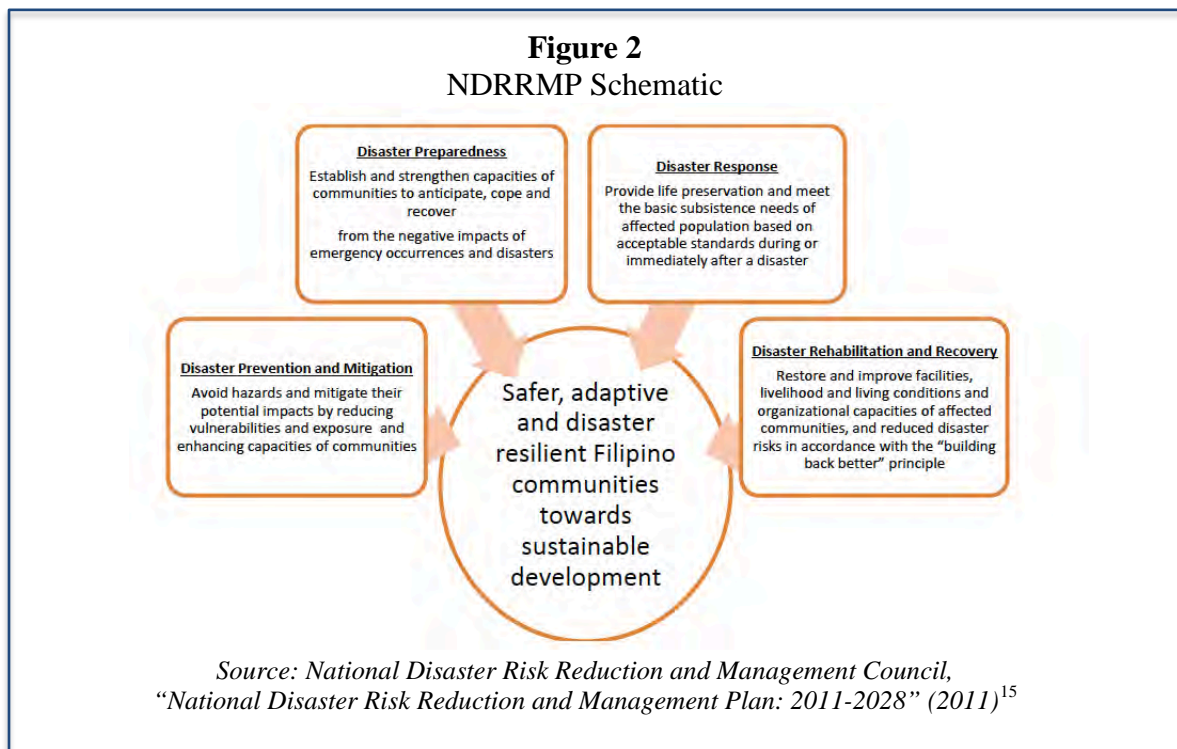 Figure 2
NDRRMP Schematic
Disaster Preparedness
Establish and strengthen capacities of
communities to anticipate, cope and
recover
from the negative impacts of
emergency occurrences and disasters
Disaster Response
Provide life preservation and meet
the basic subsistence needs of
affected population based on
acceptable standards during or
immediately after a disaster
Disaster Prevention and Mitigation
Avoid hazards and mitigate their
potential impacts by reducing
vulnerabilities and exposure and
enhancing capacities of communities
Disaster Rehabilitation and Recovery
Restore and improve facilities,
livelihood and living conditions and
organizational capacities of affected
communities, and reduced disaster
risks in accordance with the “building
back better” principle
Safer, adaptive
and disaster
resilient Filipino
communities
towards
sustainable
development
Source: National Disaster Risk Reduction and Management Council,
“National Disaster Risk Reduction and Management Plan: 2011-2028” (2011)15